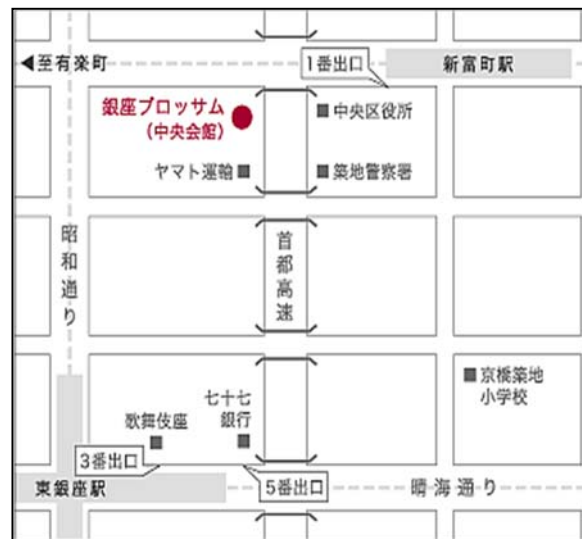 ◀至有楽町
1番出口
新富町駅
銀座ブロッサム
(中央会館)
中央区役所
ヤマト運輸
築地警察署
昭和通り
首都高速
京橋築地
小学校
七十七
銀行
歌舞伎座
3番出口
東銀座駅
5番出口
晴海通り